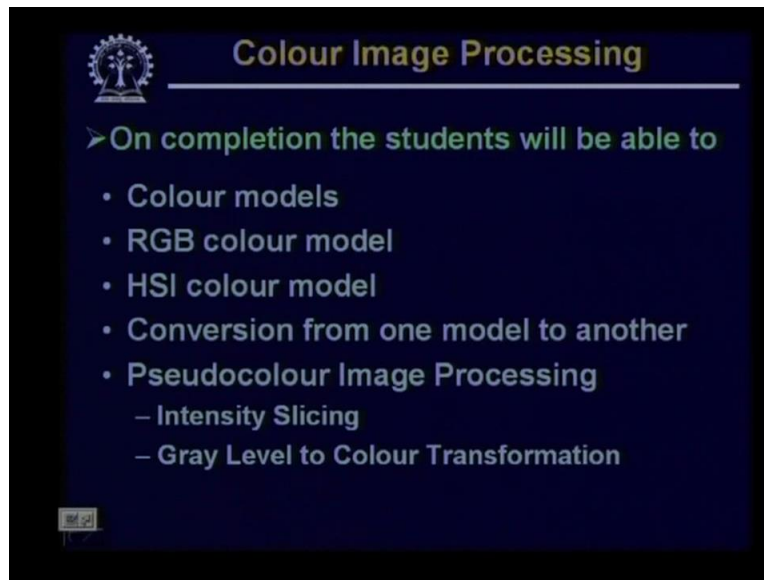 Colour Image Processing
➢On completion the students will be able to
• Colour models
• RGB colour model
• HSI colour model
• Conversion from one model to another
• Pseudocolour Image Processing
– Intensity Slicing
– Gray Level to Colour Transformation